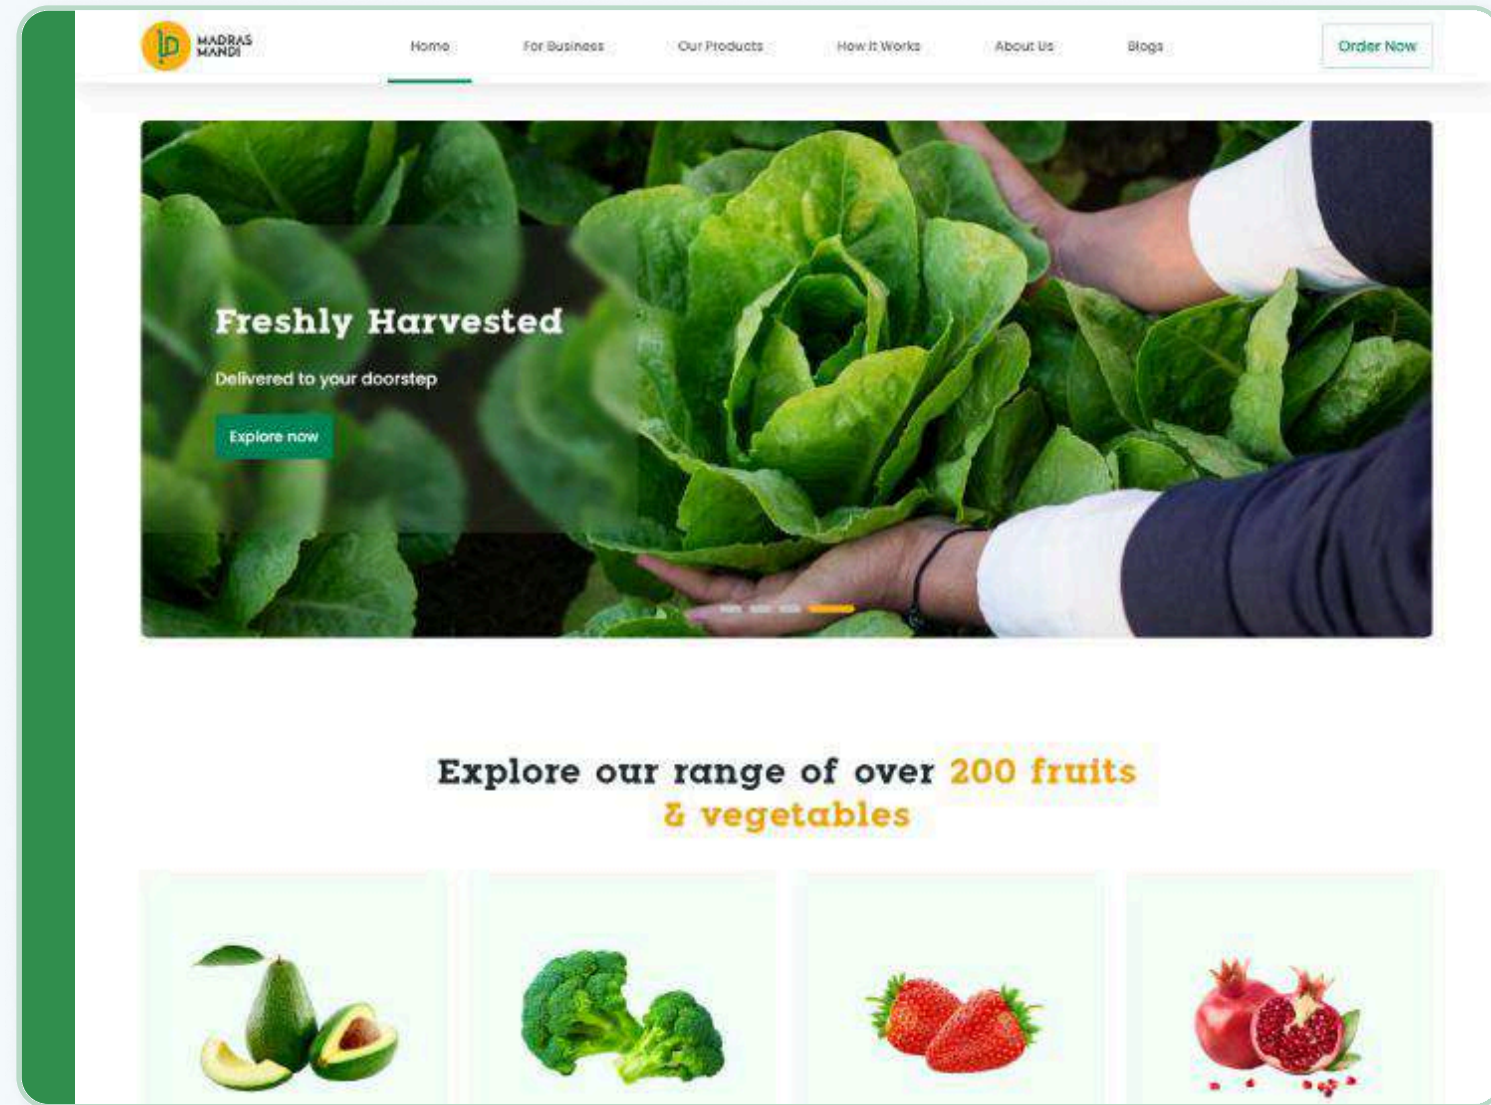 MADRAS
MANDI
Home
For Business
Our Products
How it Works
About Us
Blogs
Order Now
Freshly Harvested
Delivered to your doorstep
Explore now
Explore our range of over 200 fruits
& vegetables